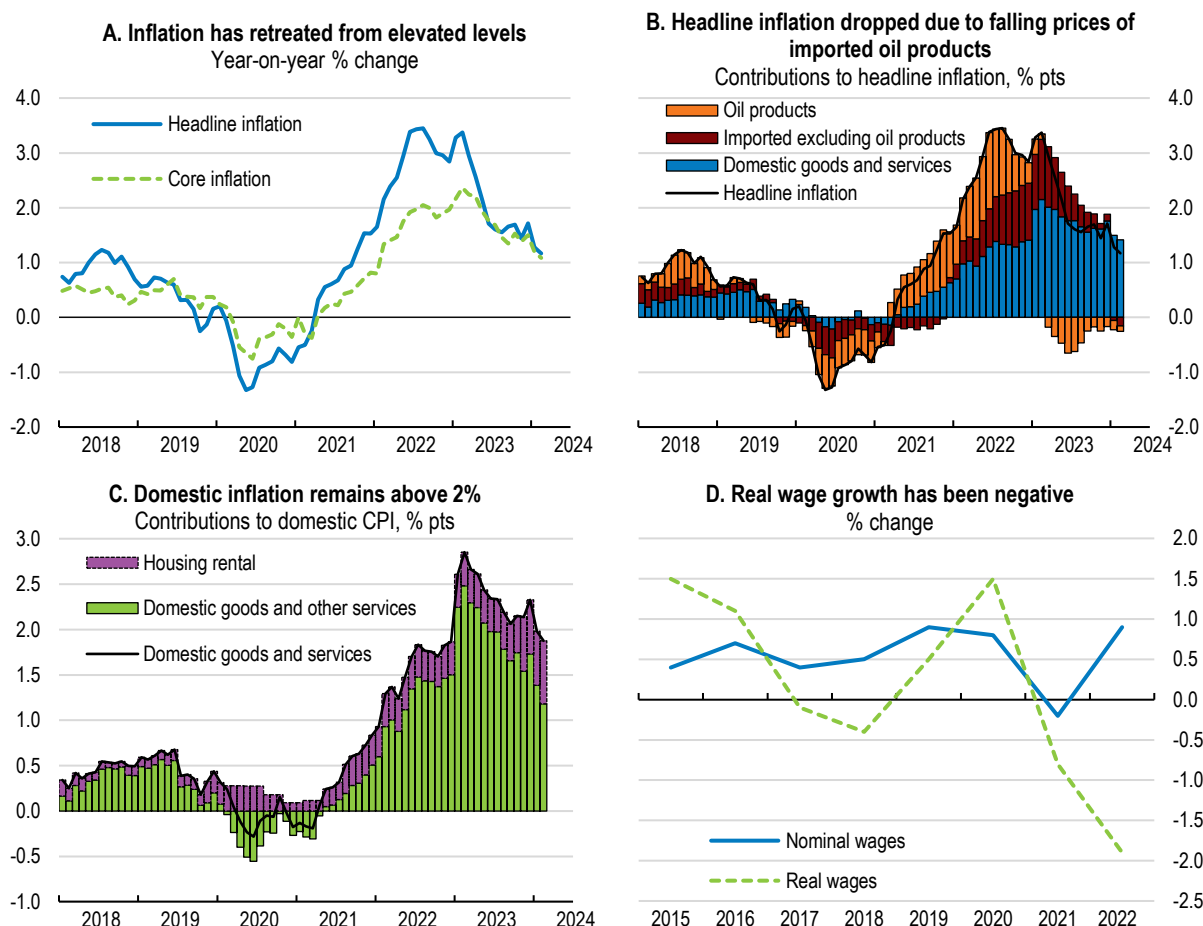 A. Inflation has retreated from elevated levels
Year-on-year % change
4.0
3.0
2.0
1.0
0.0
-1.0
-2.0
Headline inflation
Core inflation
2018 2019 2020 2021 2022 2023 2024
B. Headline inflation dropped due to falling prices of
imported oil products
Contributions to headline inflation, % pts
Oil products
Imported excluding oil products
Domestic goods and services
Headline inflation
4.0
3.0
2.0
1.0
0.0
-1.0
-2.0
2018 2019 2020 2021 2022 2023 2024
C. Domestic inflation remains above 2%
Contributions to domestic CPI, % pts
3.0
2.5
2.0
1.5
1.0
0.5
0.0
-0.5
-1.0
Housing rental
Domestic goods and other services
Domestic goods and services
2018 2019 2020 2021 2022 2023 2024
D. Real wage growth has been negative
% change
2.0
1.5
1.0
0.5
0.0
-0.5
-1.0
-1.5
-2.0
-2.5
Nominal wages
Real wages
2015 2016 2017 2018 2019 2020 2021 2022